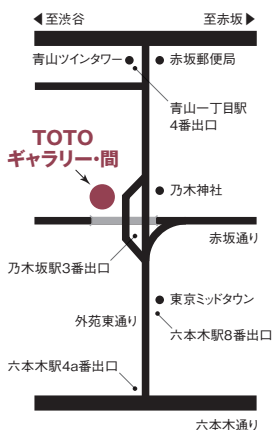 ◀至渋谷
至赤坂▶
青山ツインタワー
赤坂郵便局
青山一丁目駅
4番出口
TOTO
ギャラリー・間
乃木神社
赤坂通り
乃木坂駅3番出口
東京ミッドタウン
外苑東通り
六本木駅8番出口
六本木駅4a番出口
六本木通り